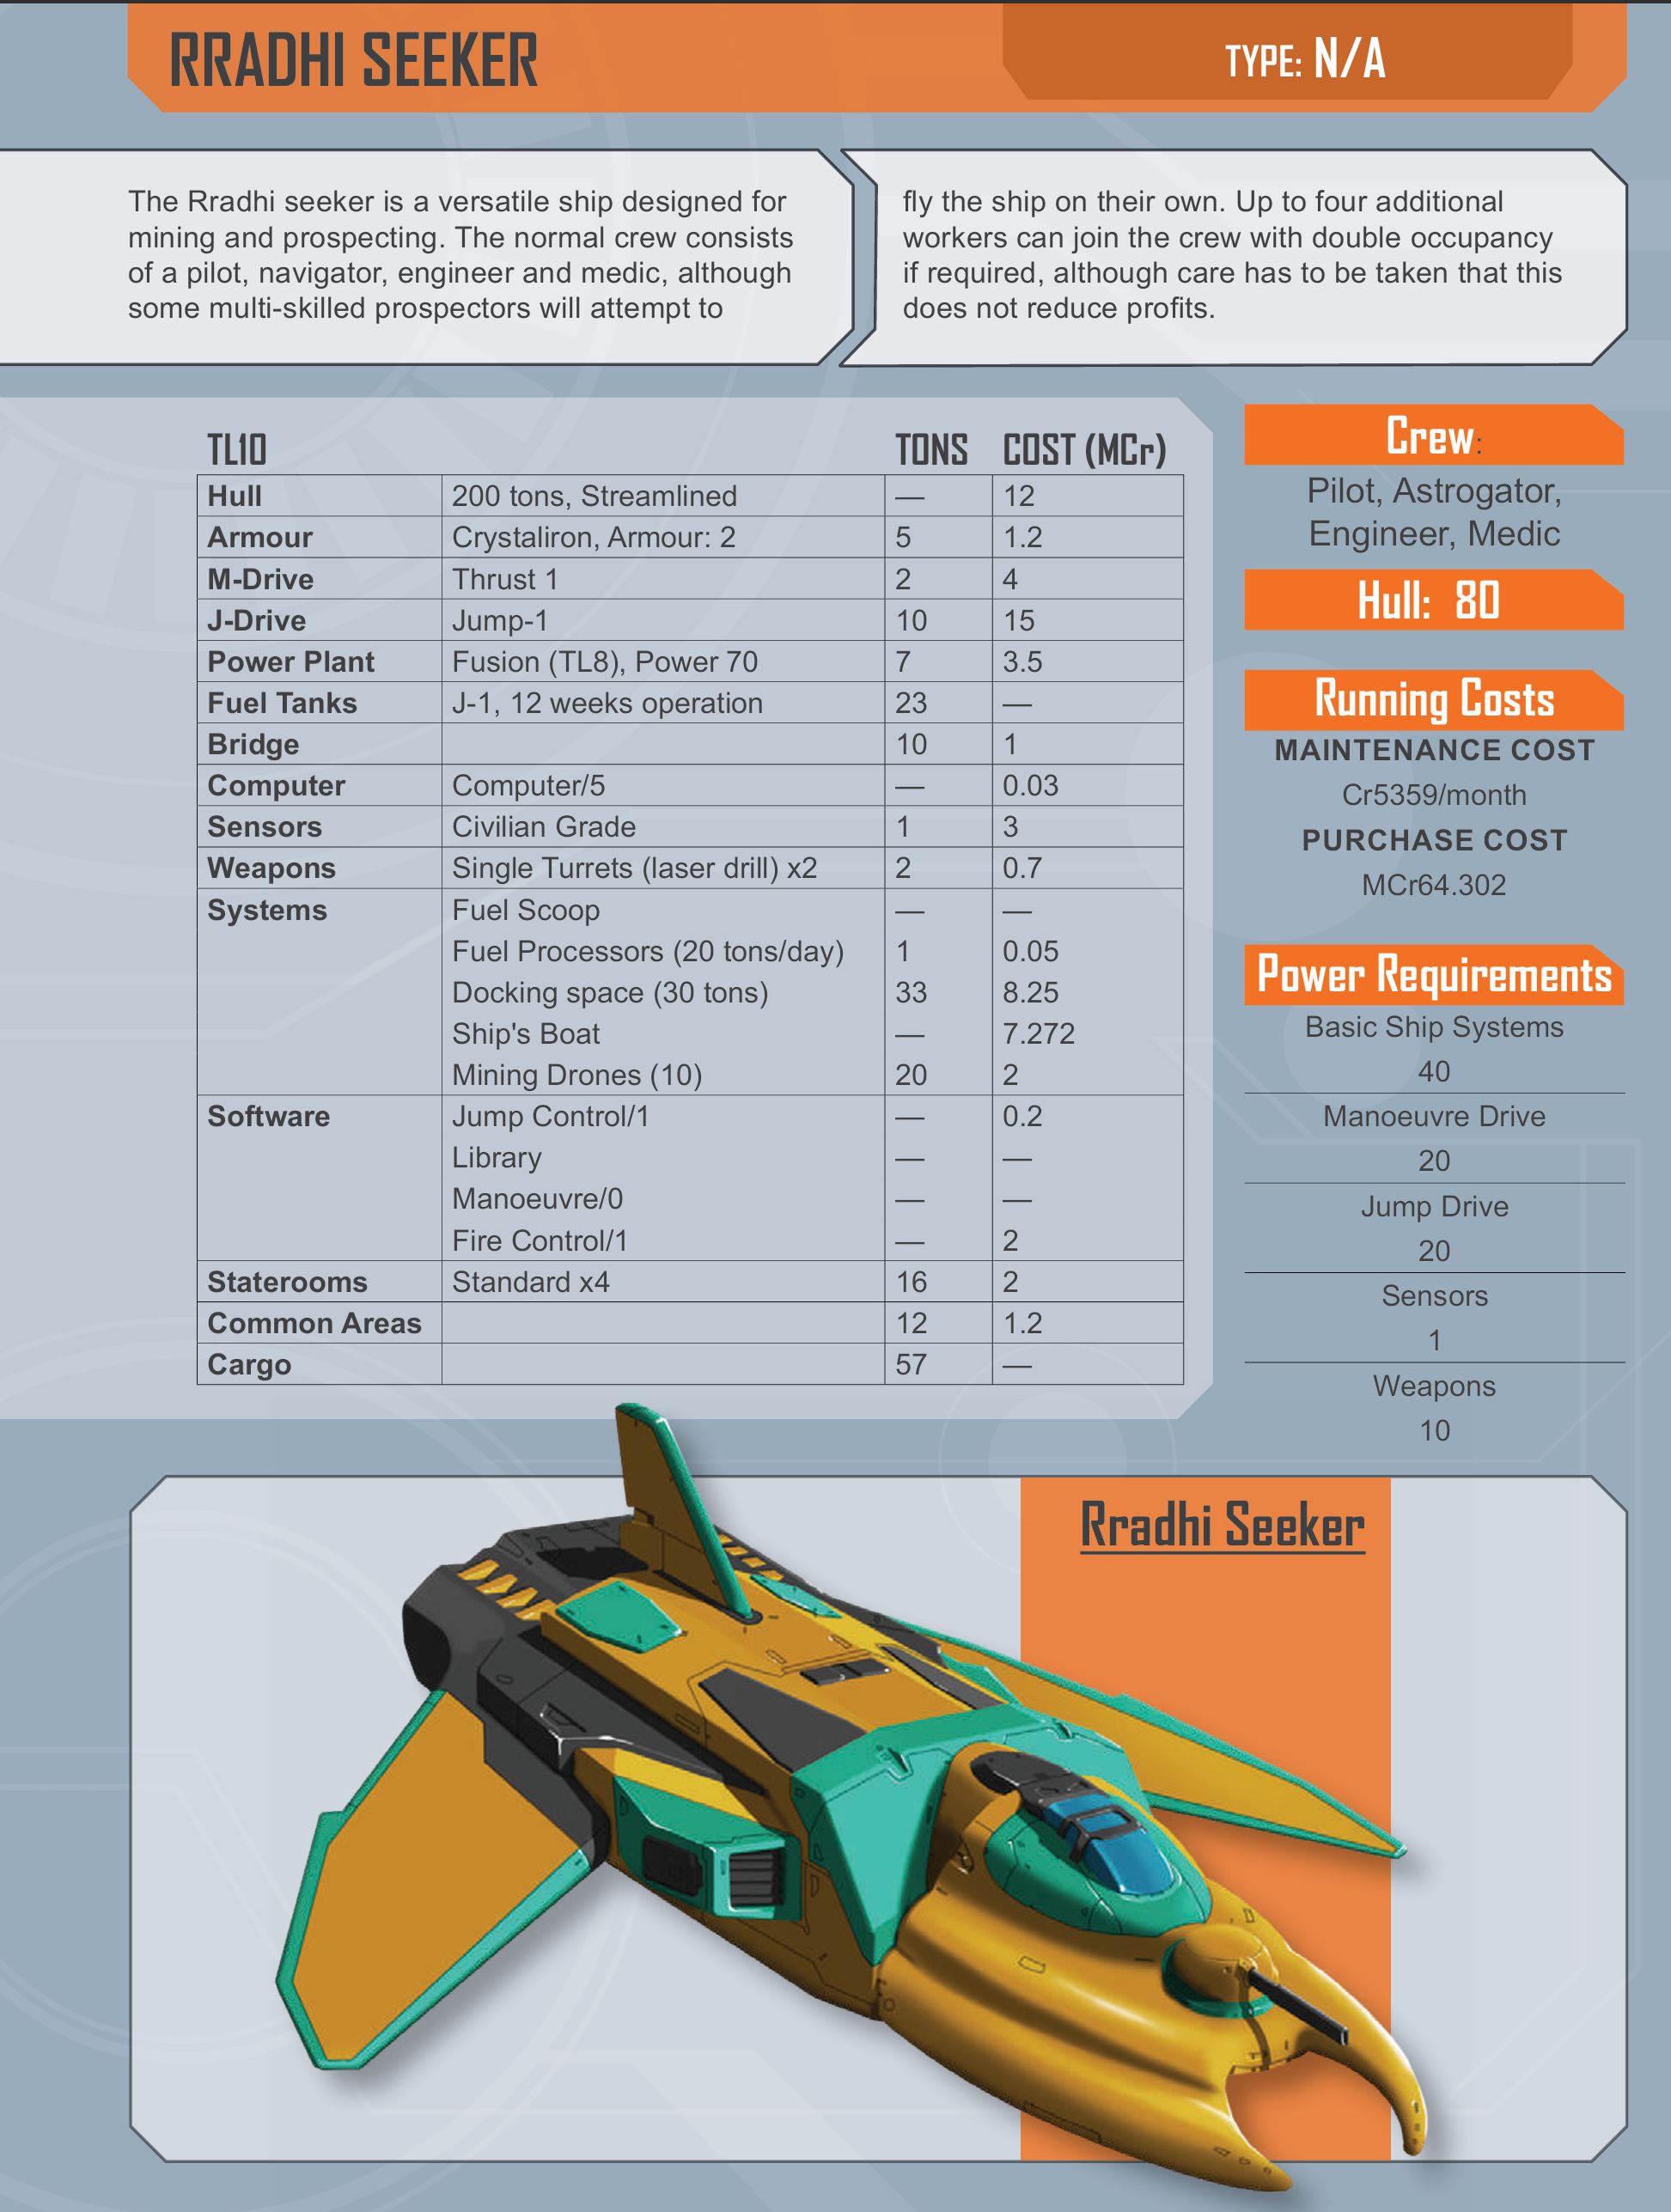 RRADHI SEEKER
TYPE: N/A
The Rradhi seeker is a versatile ship designed for
mining and prospecting. The normal crew consists
of a pilot, navigator, engineer and medic, although
some multi-skilled prospectors will attempt to
fly the ship on their own. Up to four additional
workers can join the crew with double occupancy
if required, although care has to be taken that this
does not reduce profits.
TL10 TONS COST (MCr)
Hull 200 tons, Streamlined — 12
Armour Crystaliron, Armour: 2 5 1.2
M-Drive Thrust 1 2 4
J-Drive Jump-1 10 15
Power Plant Fusion (TL8), Power 70 7 3.5
Fuel Tanks J-1, 12 weeks operation 23 —
Bridge 10 1
Computer Computer/5 — 0.03
Sensors Civilian Grade 1 3
Weapons Single Turrets (laser drill) x2 2 0.7
Systems Fuel Scoop — —
Fuel Processors (20 tons/day) 1 0.05
Docking space (30 tons) 33 8.25
Ship's Boat — 7.272
Mining Drones (10) 20 2
Software Jump Control/1 — 0.2
Library — —
Manoeuvre/0 — —
Fire Control/1 — 2
Staterooms Standard x4 16 2
Common Areas 12 1.2
Cargo 57 —
Crew:
Pilot, Astrogator,
Engineer, Medic
Hull: 80
Running Costs
MAINTENANCE COST
Cr5359/month
PURCHASE COST
MCr64.302
Power Requirements
Basic Ship Systems
40
Manoeuvre Drive
20
Jump Drive
20
Sensors
1
Weapons
10
Rradhi Seeker